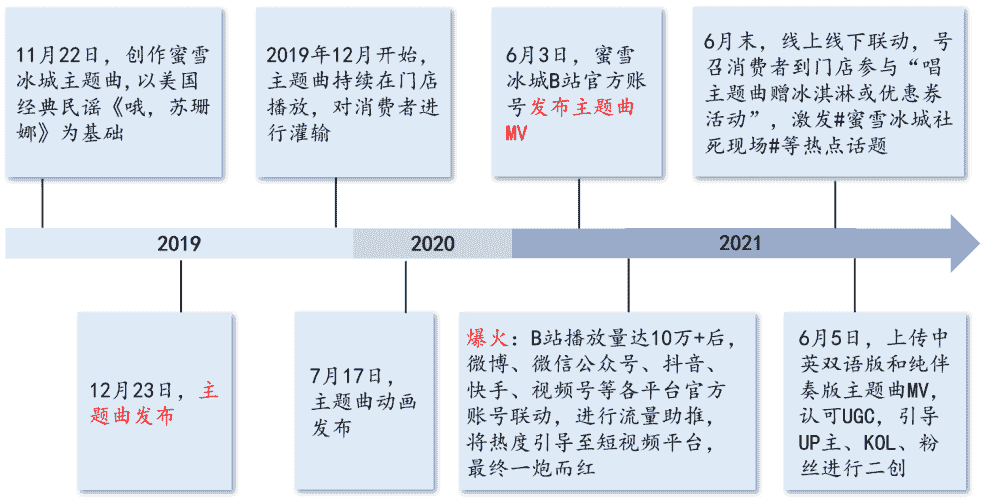 11月22日，创作蜜雪
冰城主题曲,以美国
经典民谣《哦，苏珊
娜》为基础
2019年12月开始，
主题曲持续在门店
播放，对消费者进
行灌输
6月3日，蜜雪
冰城B站官方账
号发布主题曲
MV
6月末，线上线下联动，号
召消费者到门店参与“唱
主题曲赠冰淇淋或优惠券
活动”，激发#蜜雪冰城社
死现场#等热点话题
2019
2020
2021
12月23日，主
题曲发布
7月17日，
主题曲动画
发布
爆火：B站播放量达10万+后，
微博、微信公众号、抖音、
快手、视频号等各平台官方
账号联动，进行流量助推，
将热度引导至短视频平台，
最终一炮而红
6月5日，上传中
英双语版和纯伴
奏版主题曲MV，
认可UGC，引导
UP主、KOL、粉
丝进行二创